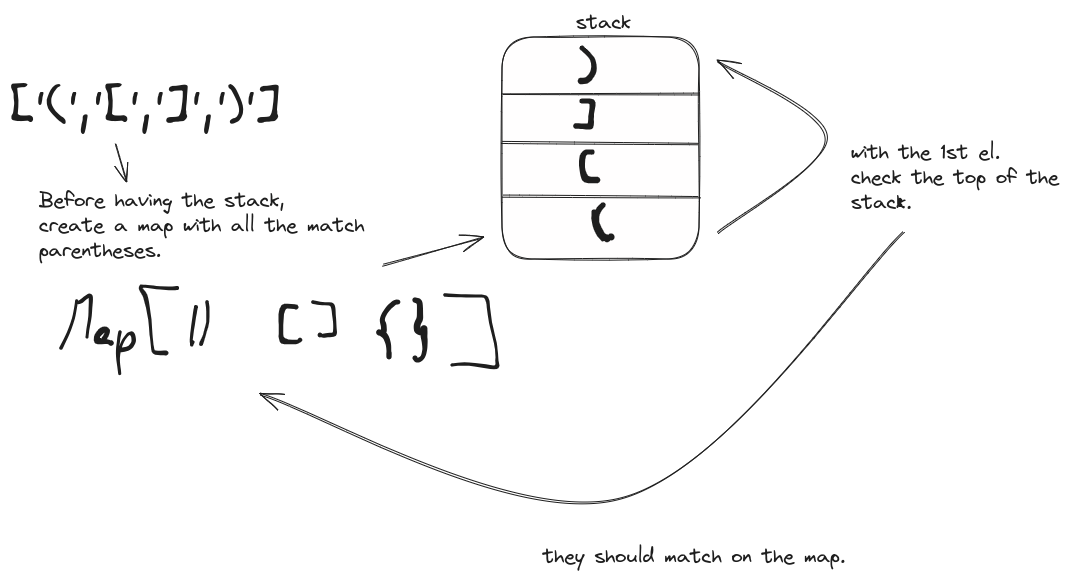 stack
)
]
[
(
['(','[',']',')']
Before having the stack,
create a map with all the match
parentheses.
with the 1st el.
check the top of the
stack.
Map[ () [] {} ]
they should match on the map.